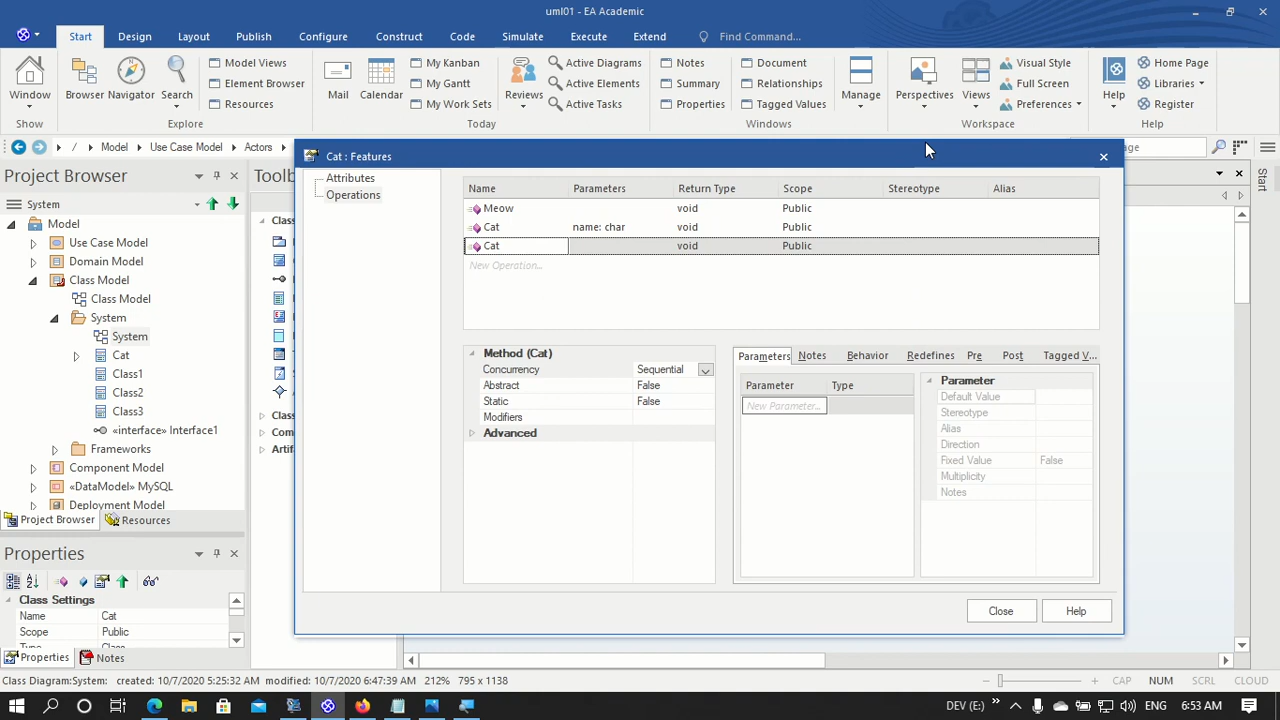 uml01 - EA Academic
Start Design Layout Publish Configure Construct Code Simulate Execute Extend Find Command...
Window
Show
Browser Navigator Search
Model Views
Element Browser
Resources
Explore
Mail Calendar
My Kanban
My Gantt
My Work Sets
Reviews
Active Diagrams
Active Elements
Active Tasks
Today
Notes
Summary
Properties
Document
Relationships
Tagged Values
Windows
Manage
Perspectives Views
Visual Style
Full Screen
Preferences
Workspace
Help
Home Page
Libraries
Register
Help
/ Model Use Case Model Actors
Project Browser
System
Model
Use Case Model
Domain Model
Class Model
Class Model
System
System
Cat
Class1
Class2
Class3
«interface» Interface1
Frameworks
Component Model
«DataModel» MySQL
Deployment Model
Project Browser Resources
Properties
Class Settings
Name Cat
Scope Public
Type Class
Properties Notes
Start
Cat : Features
Attributes
Operations
Name Parameters Return Type Scope Stereotype Alias
Meow void Public
Cat name: char void Public
Cat void Public
New Operation...
Method (Cat)
Concurrency Sequential
Abstract False
Static False
Modifiers
Advanced
Parameters Notes Behavior Redefines Pre Post Tagged V...
Parameter Type
New Parameter...
Parameter
Default Value
Stereotype
Alias
Direction
Fixed Value False
Multiplicity
Notes
Close Help
Class Diagram:System: created: 10/7/2020 5:25:32 AM modified: 10/7/2020 6:47:39 AM 212% 795 x 1138
CAP NUM SCRL CLOUD
DEV (E:) ENG 6:53 AM